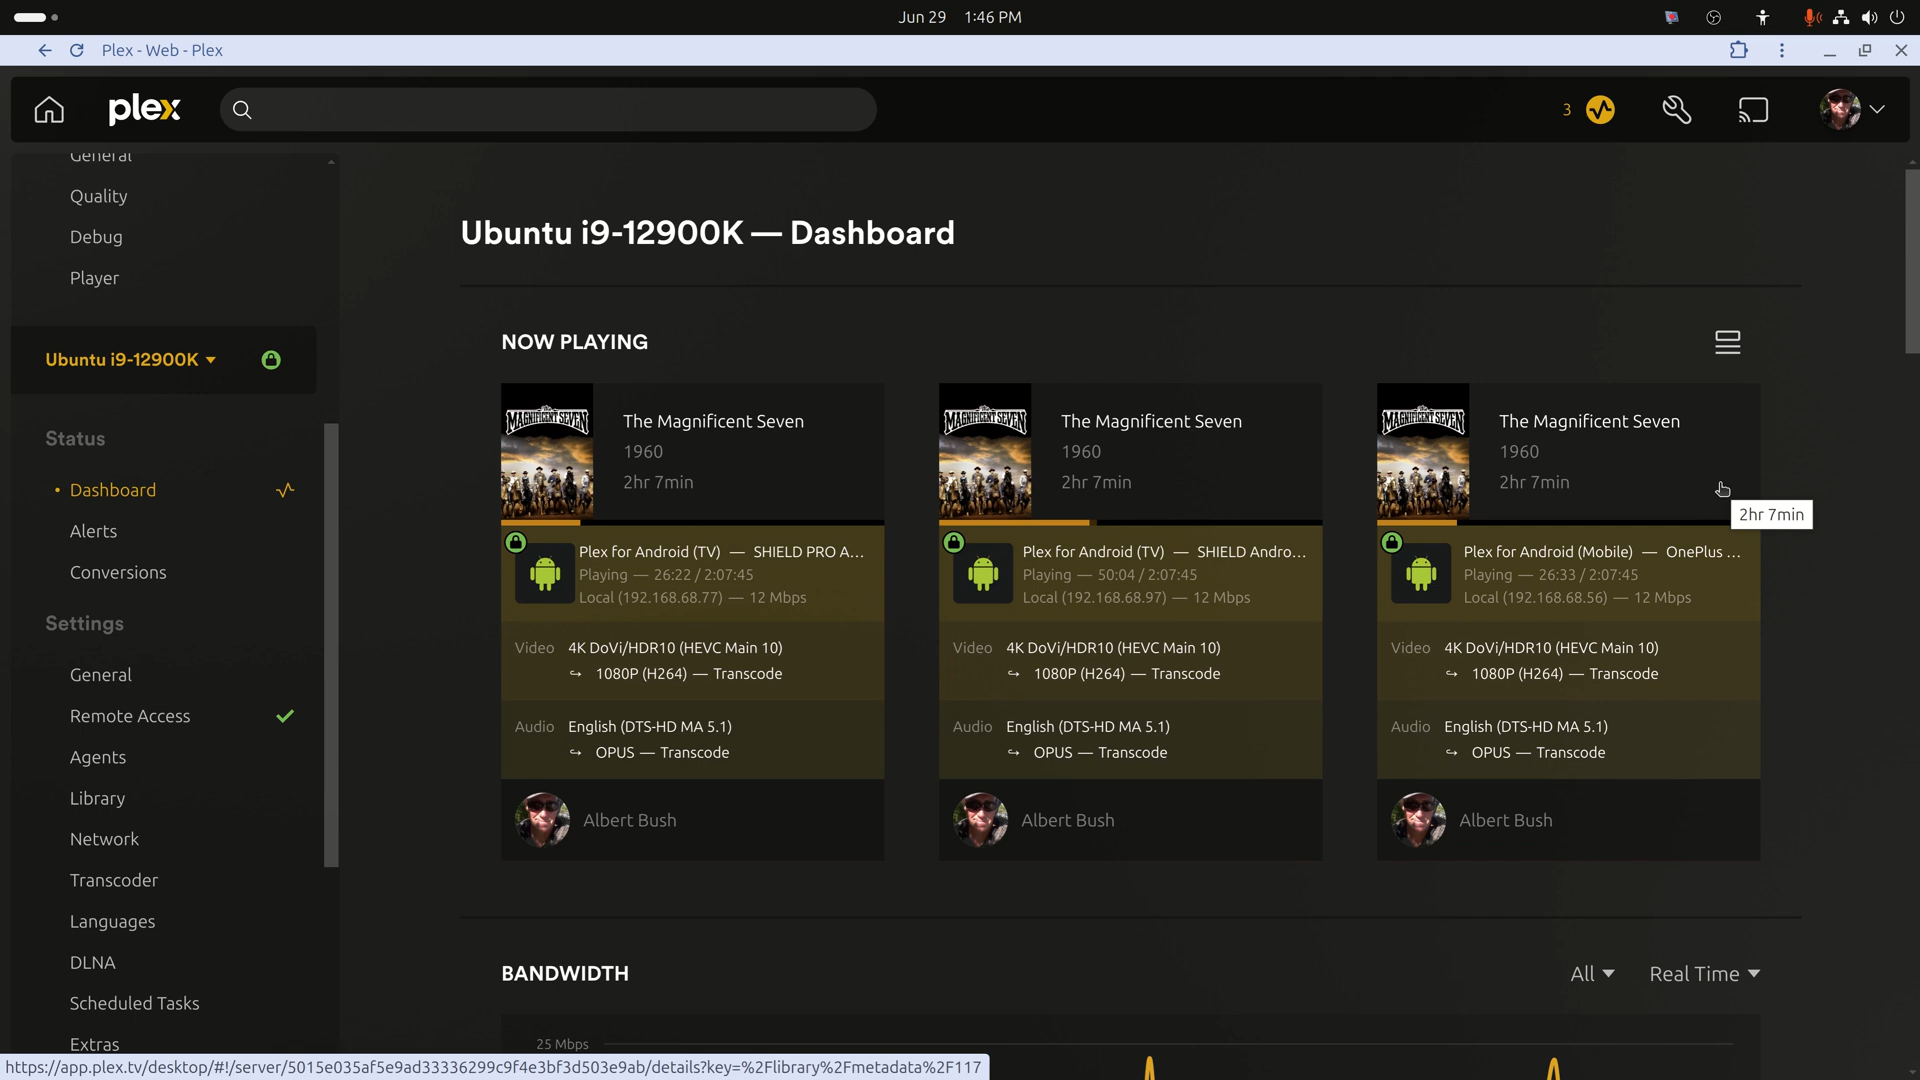 Jun 29 1:46 PM
Plex - Web - Plex
plex
3
General
Quality
Debug
Player
Ubuntu i9-12900K
Status
Dashboard
Alerts
Conversions
Settings
General
Remote Access
Agents
Library
Network
Transcoder
Languages
DLNA
Scheduled Tasks
Extras
Ubuntu i9-12900K — Dashboard
NOW PLAYING
MAGNIFICENT SEVEN
The Magnificent Seven
1960
2hr 7min
Plex for Android (TV) — SHIELD PRO A...
Playing — 26:22 / 2:07:45
Local (192.168.68.77) — 12 Mbps
Video 4K DoVi/HDR10 (HEVC Main 10)
↪ 1080P (H264) — Transcode
Audio English (DTS-HD MA 5.1)
↪ OPUS — Transcode
Albert Bush
MAGNIFICENT SEVEN
The Magnificent Seven
1960
2hr 7min
Plex for Android (TV) — SHIELD Andro...
Playing — 50:04 / 2:07:45
Local (192.168.68.97) — 12 Mbps
Video 4K DoVi/HDR10 (HEVC Main 10)
↪ 1080P (H264) — Transcode
Audio English (DTS-HD MA 5.1)
↪ OPUS — Transcode
Albert Bush
MAGNIFICENT SEVEN
The Magnificent Seven
1960
2hr 7min
2hr 7min
Plex for Android (Mobile) — OnePlus ...
Playing — 26:33 / 2:07:45
Local (192.168.68.56) — 12 Mbps
Video 4K DoVi/HDR10 (HEVC Main 10)
↪ 1080P (H264) — Transcode
Audio English (DTS-HD MA 5.1)
↪ OPUS — Transcode
Albert Bush
BANDWIDTH
All Real Time
25 Mbps
https://app.plex.tv/desktop/#!/server/5015e035af5e9ad33336299c9f4e3bf3d503e9ab/details?key=%2Flibrary%2Fmetadata%2F117